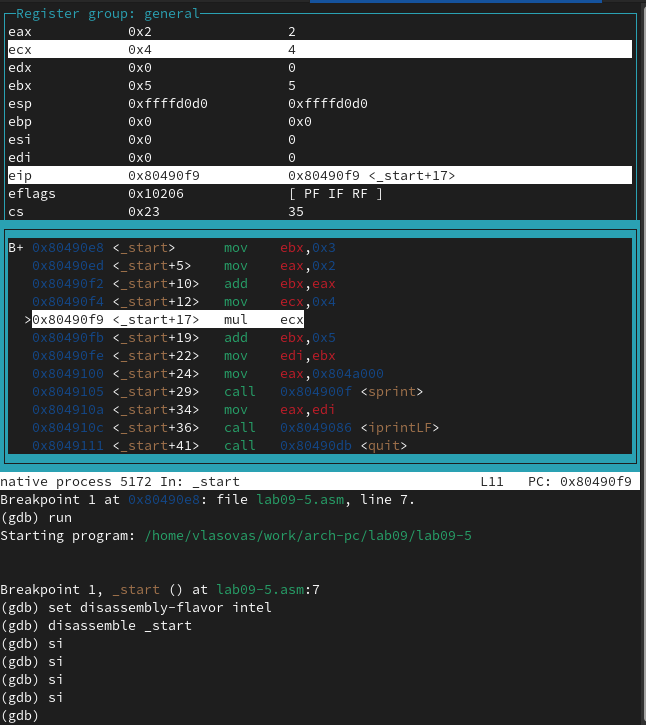 Register group: general
eax 0x2 2
ecx 0x4 4
edx 0x0 0
ebx 0x5 5
esp 0xffffd0d0 0xffffd0d0
ebp 0x0 0x0
esi 0x0 0
edi 0x0 0
eip 0x80490f9 0x80490f9 <_start+17>
eflags 0x10206 [ PF IF RF ]
cs 0x23 35
B+ 0x80490e8 <_start> mov ebx,0x3
0x80490ed <_start+5> mov eax,0x2
0x80490f2 <_start+10> add ebx,eax
0x80490f4 <_start+12> mov ecx,0x4
>0x80490f9 <_start+17> mul ecx
0x80490fb <_start+19> add ebx,0x5
0x80490fe <_start+22> mov edi,ebx
0x8049100 <_start+24> mov eax,0x804a000
0x8049105 <_start+29> call 0x804900f <sprint>
0x804910a <_start+34> mov eax,edi
0x804910c <_start+36> call 0x8049086 <iprintLF>
0x8049111 <_start+41> call 0x80490db <quit>
native process 5172 In: _start L11 PC: 0x80490f9
Breakpoint 1 at 0x80490e8: file lab09-5.asm, line 7.
(gdb) run
Starting program: /home/vlasovas/work/arch-pc/lab09/lab09-5
Breakpoint 1, _start () at lab09-5.asm:7
(gdb) set disassembly-flavor intel
(gdb) disassemble _start
(gdb) si
(gdb) si
(gdb) si
(gdb) si
(gdb)